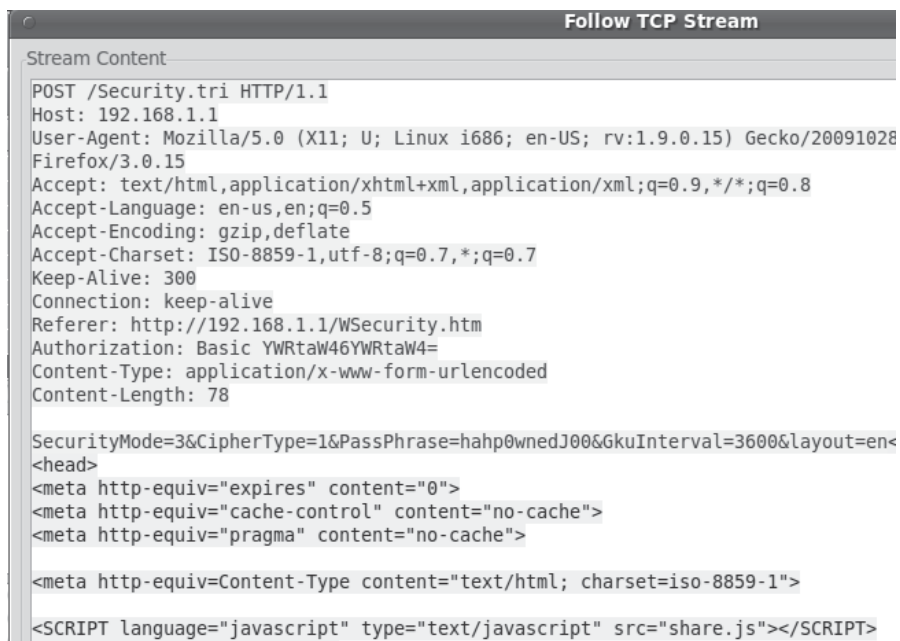 Follow TCP Stream
Stream Content
POST /Security.tri HTTP/1.1
Host: 192.168.1.1
User-Agent: Mozilla/5.0 (X11; U; Linux i686; en-US; rv:1.9.0.15) Gecko/20091028
Firefox/3.0.15
Accept: text/html,application/xhtml+xml,application/xml;q=0.9,*/*;q=0.8
Accept-Language: en-us,en;q=0.5
Accept-Encoding: gzip,deflate
Accept-Charset: ISO-8859-1,utf-8;q=0.7,*;q=0.7
Keep-Alive: 300
Connection: keep-alive
Referer: http://192.168.1.1/WSecurity.htm
Authorization: Basic YWRtaW46YWRtaW4=
Content-Type: application/x-www-form-urlencoded
Content-Length: 78
SecurityMode=3&CipherType=1&PassPhrase=hahp0wnedJ00&GkuInterval=3600&layout=en<
<head>
<meta http-equiv="expires" content="0">
<meta http-equiv="cache-control" content="no-cache">
<meta http-equiv="pragma" content="no-cache">
<meta http-equiv=Content-Type content="text/html; charset=iso-8859-1">
<SCRIPT language="javascript" type="text/javascript" src="share.js"></SCRIPT>